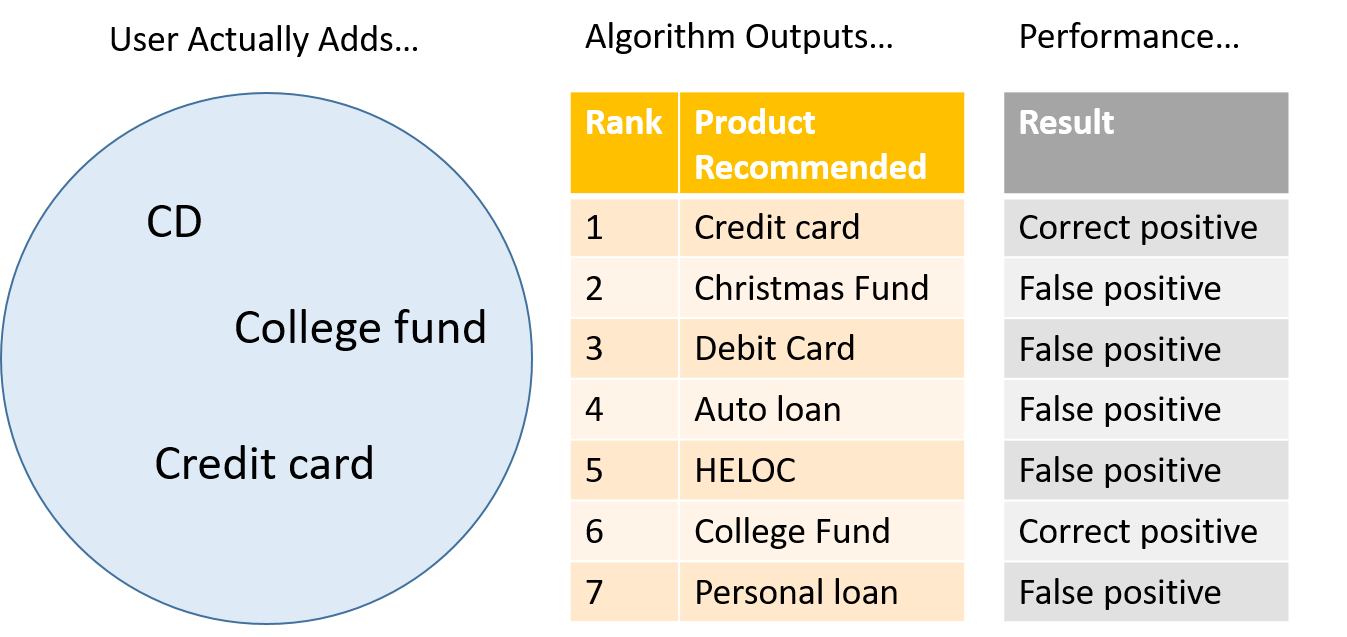 User Actually Adds…
CD
College fund
Credit card
Algorithm Outputs…
Rank Product Recommended
1 Credit card
2 Christmas Fund
3 Debit Card
4 Auto loan
5 HELOC
6 College Fund
7 Personal loan
Performance…
Result
Correct positive
False positive
False positive
False positive
False positive
Correct positive
False positive